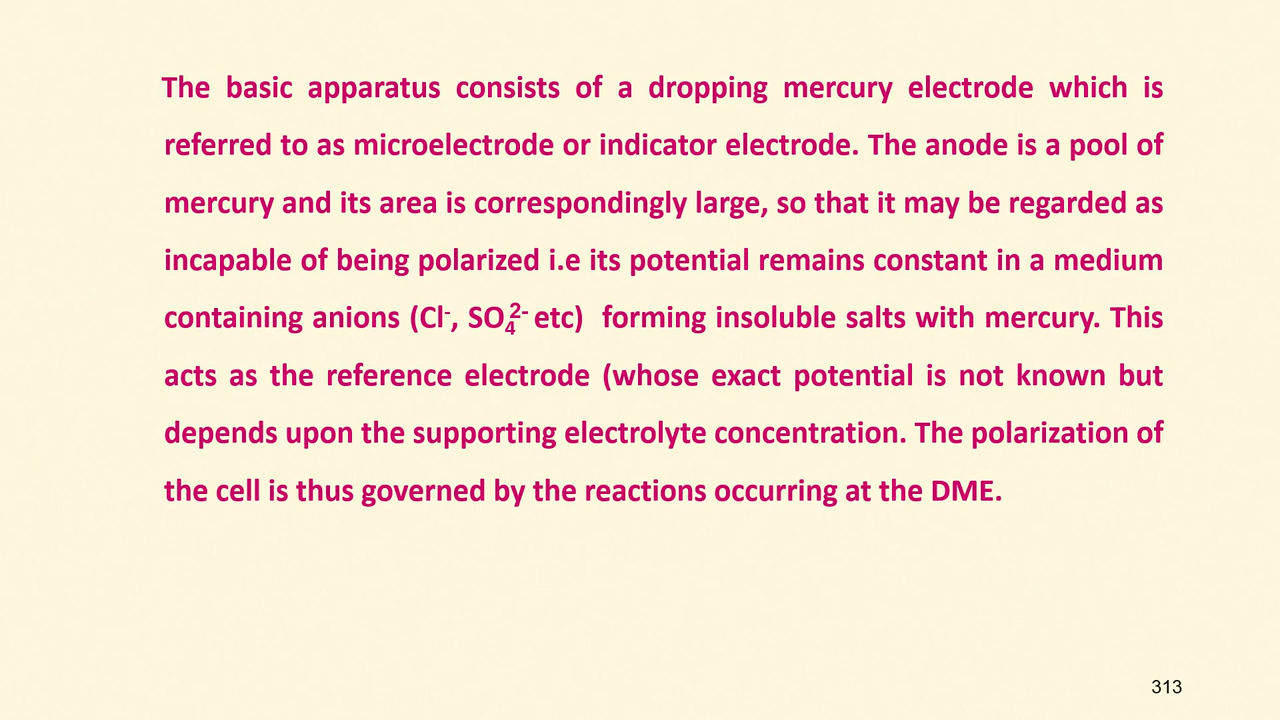 The basic apparatus consists of a dropping mercury electrode which is
referred to as microelectrode or indicator electrode. The anode is a pool of
mercury and its area is correspondingly large, so that it may be regarded as
incapable of being polarized i.e its potential remains constant in a medium
containing anions (Cl⁻, SO₄²⁻ etc)  forming insoluble salts with mercury. This
acts as the reference electrode (whose exact potential is not known but
depends upon the supporting electrolyte concentration. The polarization of
the cell is thus governed by the reactions occurring at the DME.
313